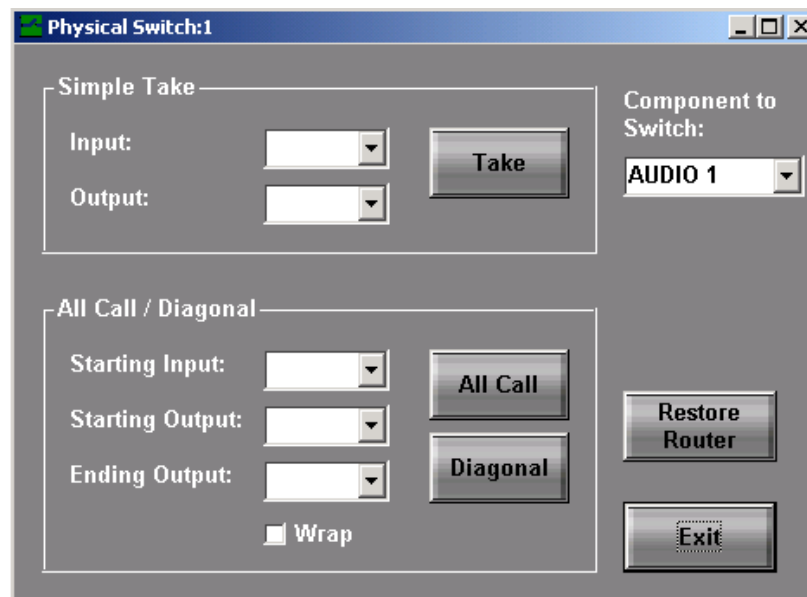 Physical Switch:1
Simple Take
Input:
Output:
Take
Component to
Switch:
AUDIO 1
All Call / Diagonal
Starting Input:
Starting Output:
Ending Output:
Wrap
All Call
Diagonal
Restore
Router
Exit